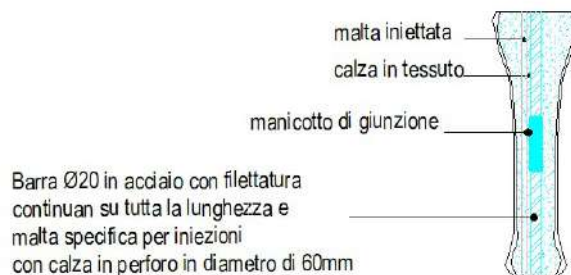 malta iniettata
calza in tessuto
manicotto di giunzione
Barra Ø20 in acciaio con filettatura
continuan su tutta la lunghezza e
malta specifica per iniezioni
con calza in perforo in diametro di 60mm